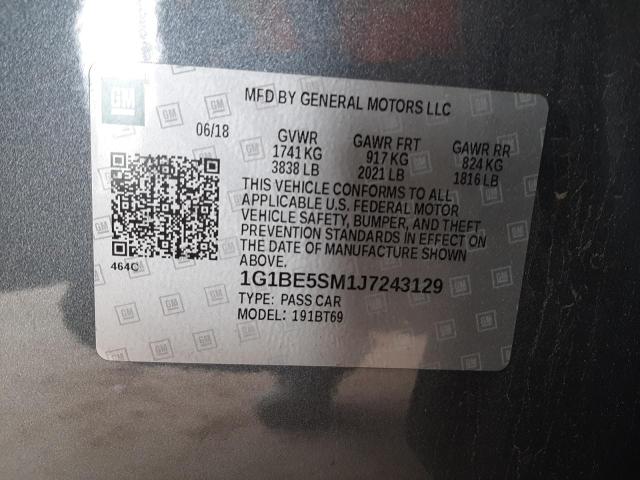 GM
MFD BY GENERAL MOTORS LLC
06/18
GVWR GAWR FRT GAWR RR
1741 KG 917 KG 824 KG
3838 LB 2021 LB 1816 LB
THIS VEHICLE CONFORMS TO ALL
APPLICABLE U.S. FEDERAL MOTOR
VEHICLE SAFETY, BUMPER, AND THEFT
PREVENTION STANDARDS IN EFFECT ON
THE DATE OF MANUFACTURE SHOWN
ABOVE.
464C
1G1BE5SM1J7243129
TYPE: PASS CAR
MODEL: 191BT69